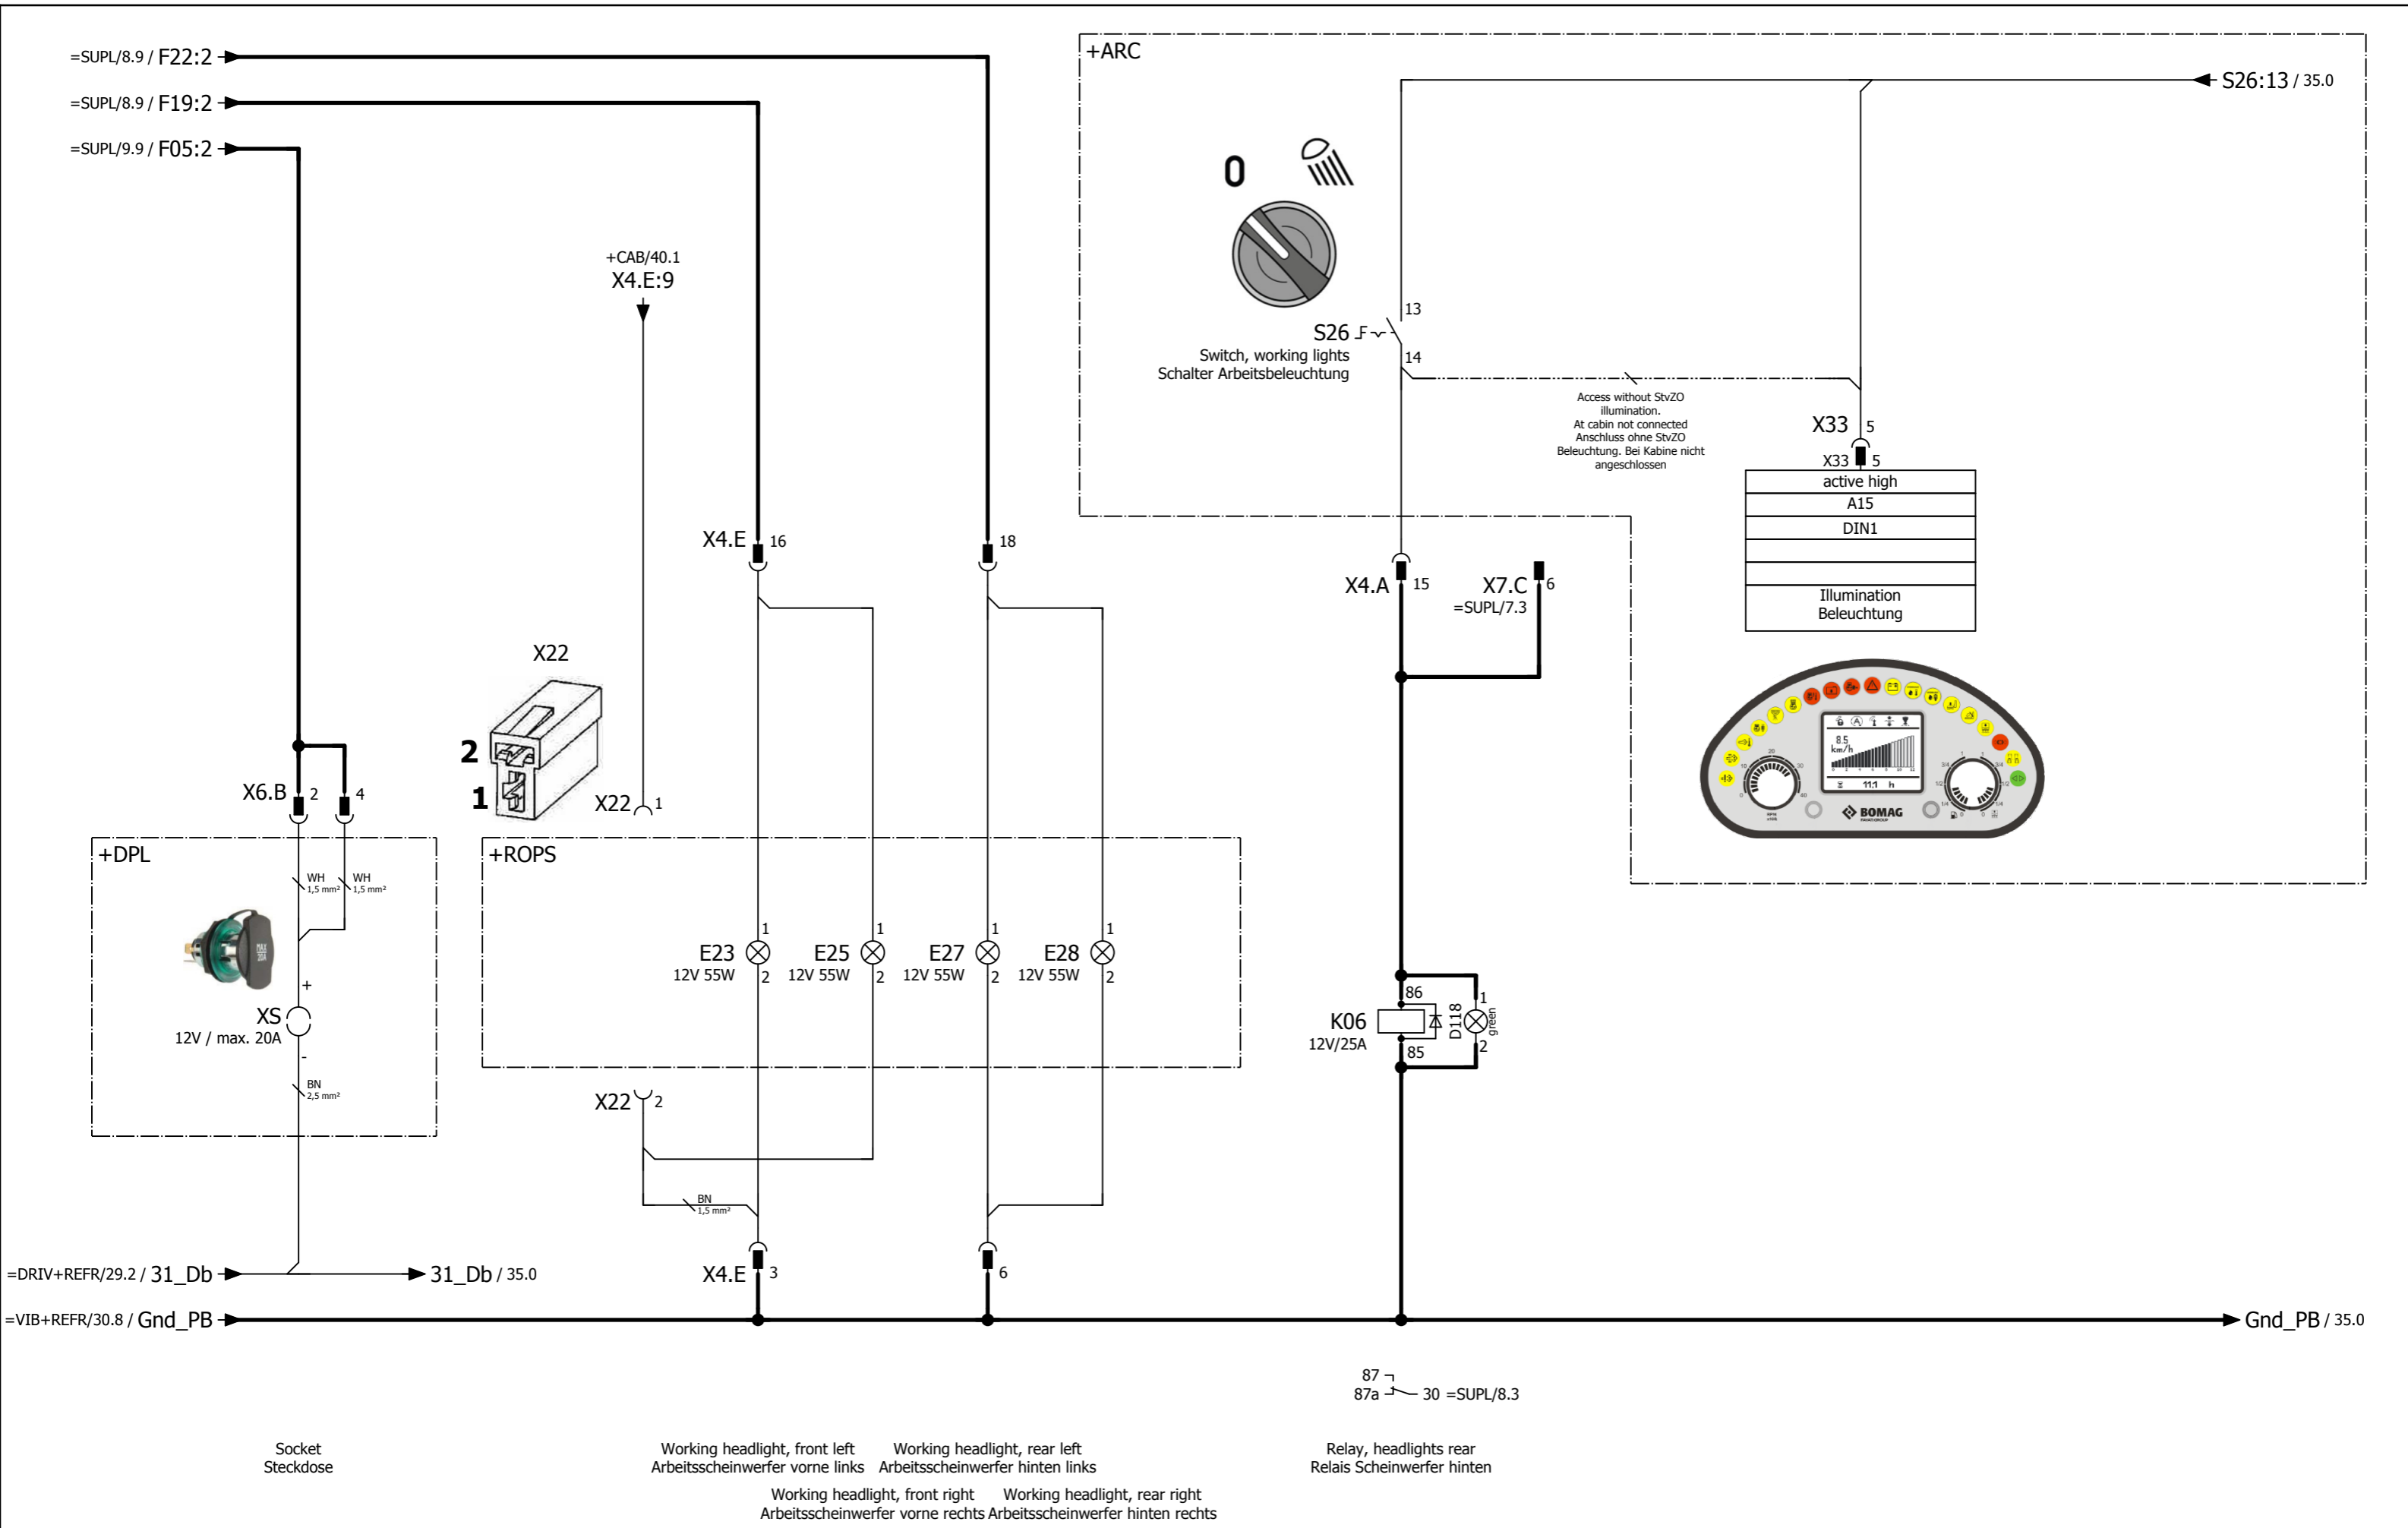 =SUPL/8.9 / F22:2
=SUPL/8.9 / F19:2
=SUPL/9.9 / F05:2
+ARC
S26:13 / 35.0
0
+CAB/40.1
X4.E:9
13
S26
14
Switch, working lights
Schalter Arbeitsbeleuchtung
Access without StvZO
illumination.
At cabin not connected
Anschluss ohne StVZO
Beleuchtung. Bei Kabine nicht
angeschlossen
X33 5
X33 5
active high
A15
DIN1
Illumination
Beleuchtung
X4.E 16
18
X4.A 15
X7.C 6
=SUPL/7.3
X22
2
1
X22 1
X6.B 2 4
8.5
km/h
11.1 h
BOMAG
+DPL
WH
1,5 mm²
WH
1,5 mm²
MAX
20A
+
XS
12V / max. 20A
-
BN
2,5 mm²
+ROPS
1 1 1 1
E23 E25 E27 E28
12V 55W 12V 55W 12V 55W 12V 55W
2 2 2 2
86
1
K06
12V/25A
D118
green
85
2
X22 2
BN
1,5 mm²
X4.E 3
6
=DRIV+REFR/29.2 / 31_Db
31_Db / 35.0
=VIB+REFR/30.8 / Gnd_PB
Gnd_PB / 35.0
87
87a 30 =SUPL/8.3
Socket
Steckdose
Working headlight, front left
Arbeitsscheinwerfer vorne links
Working headlight, rear left
Arbeitsscheinwerfer hinten links
Relay, headlights rear
Relais Scheinwerfer hinten
Working headlight, front right
Arbeitsscheinwerfer vorne rechts
Working headlight, rear right
Arbeitsscheinwerfer hinten rechts